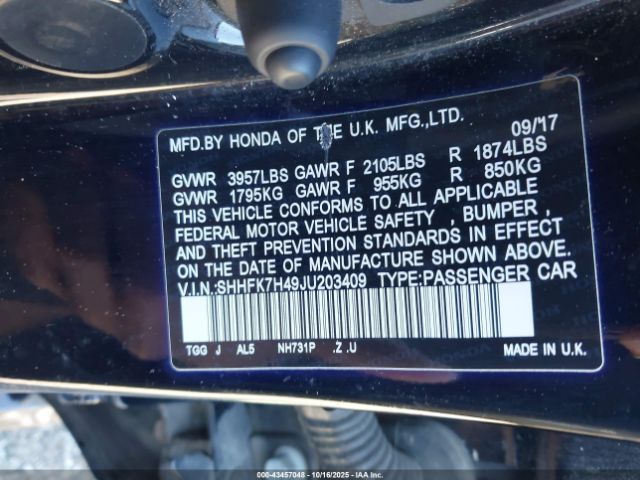 MFD.BY HONDA OF THE U.K. MFG.,LTD. 09/17
GVWR 3957LBS GAWR F 2105LBS R 1874LBS
GVWR 1795KG GAWR F 955KG R 850KG
THIS VEHICLE CONFORMS TO ALL APPLICABLE
FEDERAL MOTOR VEHICLE SAFETY , BUMPER ,
AND THEFT PREVENTION STANDARDS IN EFFECT
ON THE DATE OF MANUFACTURE SHOWN ABOVE.
V.I.N.:SHHFK7H49JU203409 TYPE:PASSENGER CAR
TGG J AL5 NH731P .Z .U MADE IN U.K.
000-43457048 - 10/16/2025 - IAA Inc.